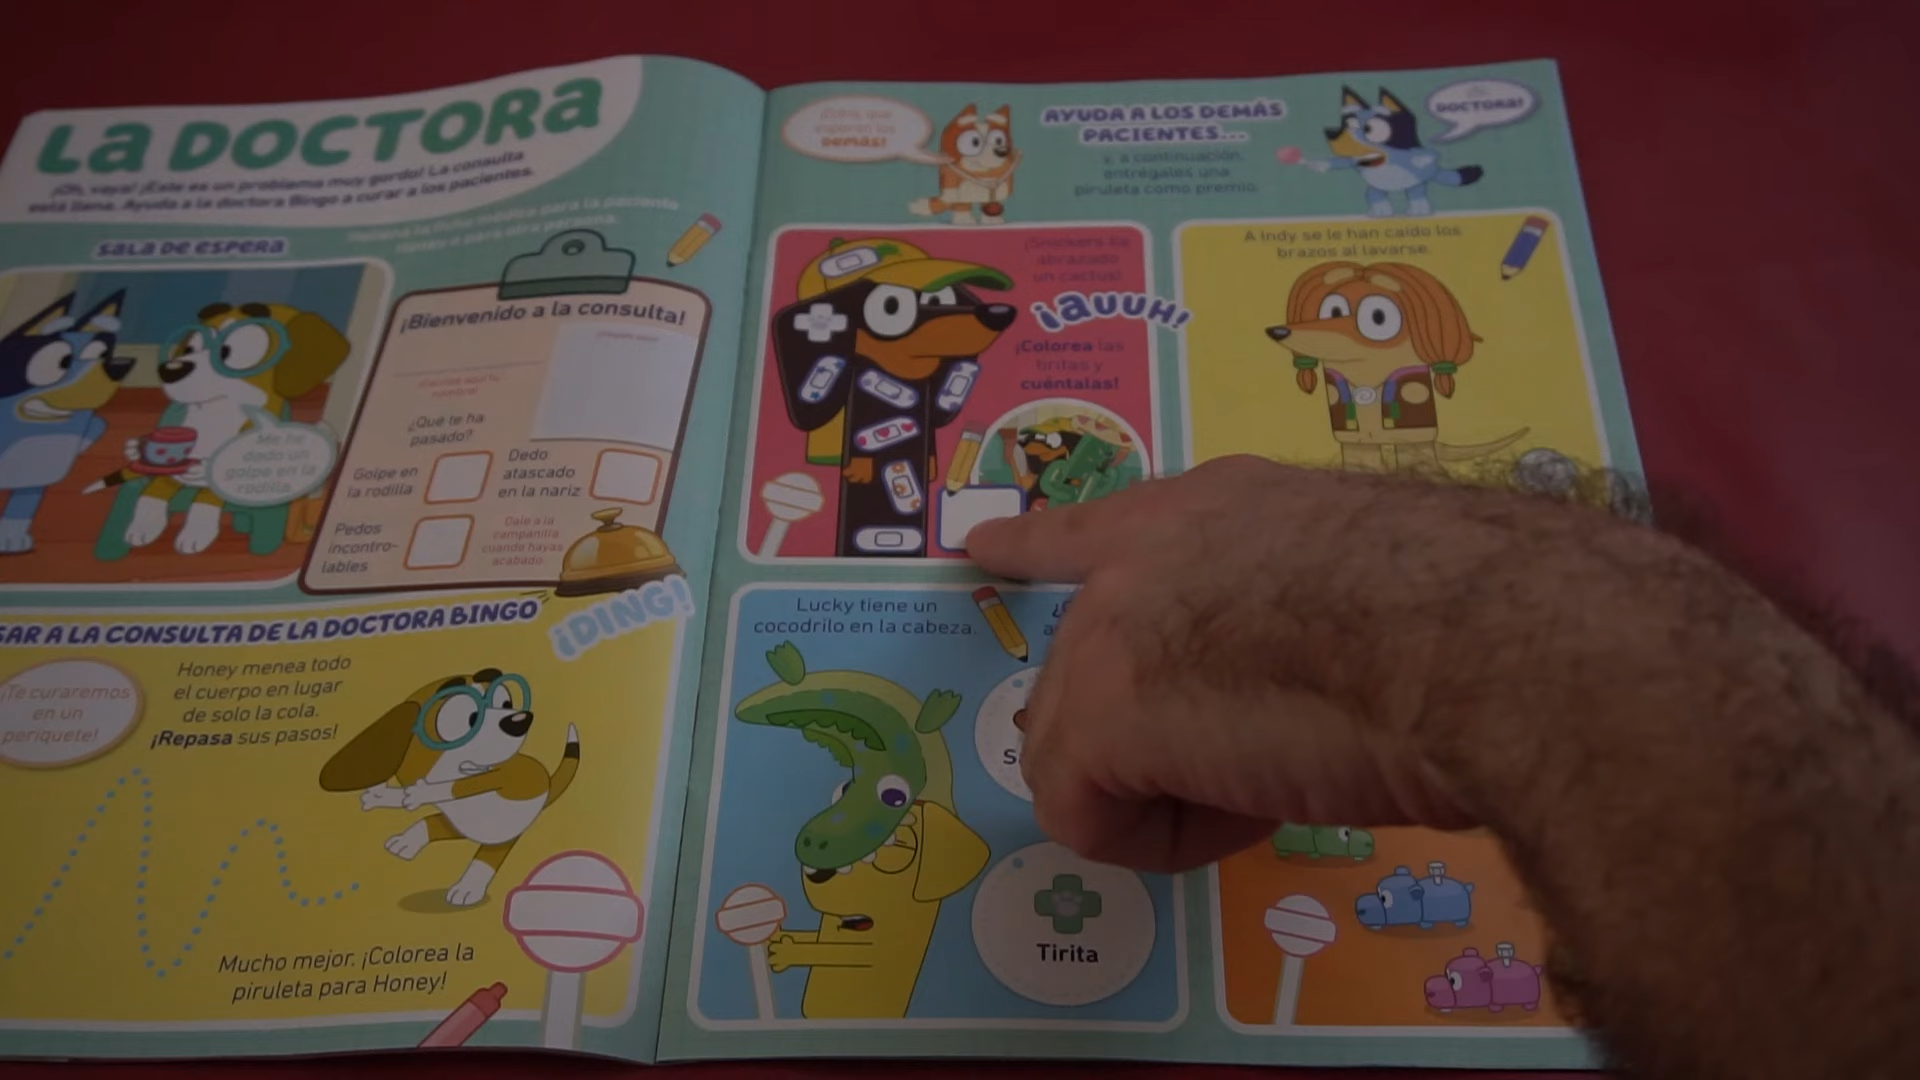 La DOCTORa
¡Oh, vaya! ¡Este es un problema muy gordo! La consulta
está llena. Ayuda a la doctora Bingo a curar a los pacientes.
SALA DE ESPERA
Me he
dado un
golpe en la
rodilla.
¡Bienvenido a la consulta!
¿Qué te ha
pasado?
Golpe en
la rodilla
Dedo
atascado
en la nariz
Pedos
incontro-
lables
Dale a la
campanilla
cuando hayas
acabado.
¡DING!
SAR A LA CONSULTA DE LA DOCTORA BINGO
¡Te curaremos
en un
periquete!
Honey menea todo
el cuerpo en lugar
de solo la cola.
¡Repasa sus pasos!
Mucho mejor. ¡Colorea la
piruleta para Honey!
demás!
AYUDA A LOS DEMÁS
PACIENTES...
y, a continuación,
entrégales una
piruleta como premio.
DOCTORA!
¡Snickers ha
abrazado
un cactus!
¡aUUH!
¡Colorea las
tiritas y
cuéntalas!
A Indy se le han caído los
brazos al lavarse.
Lucky tiene un
cocodrilo en la cabeza.
Tirita